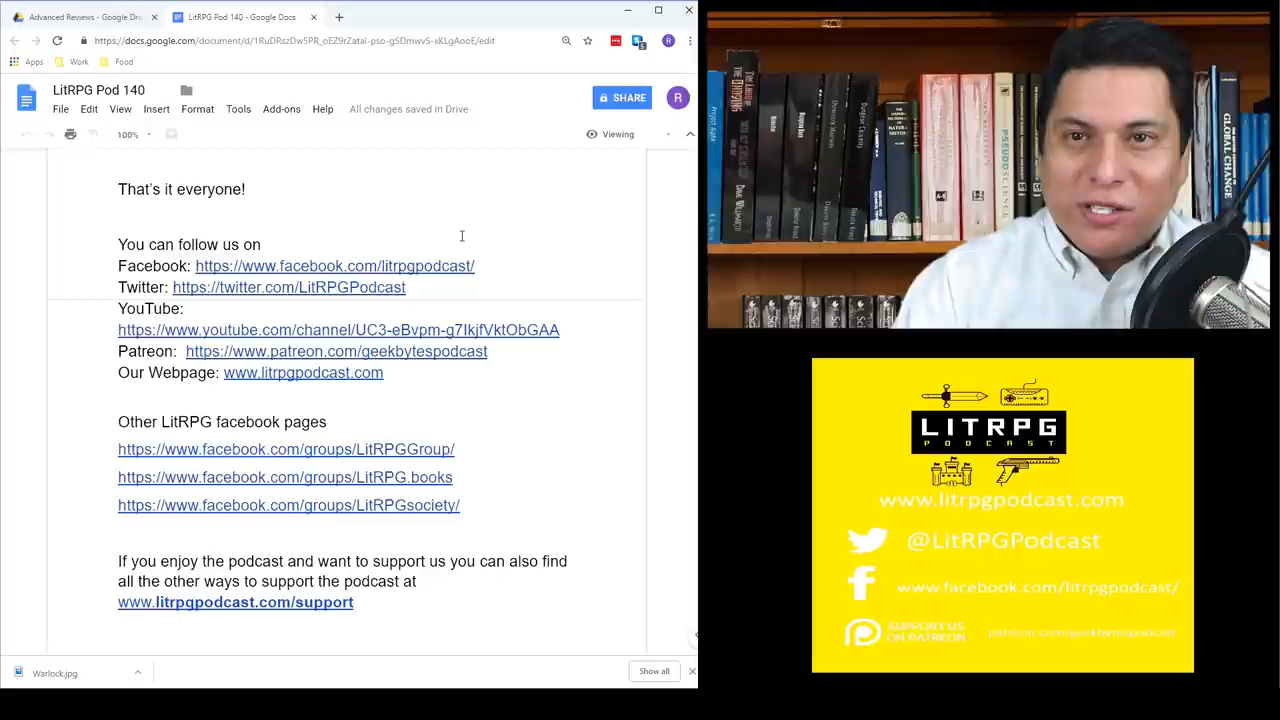 Advanced Reviews - Google Dri
LitRPG Pod 140 - Google Docs
https://docs.google.com/document/d/1RuDRszDw5PR_oEZ9rZatai-pso-gSDmwvS-xKLgAooE/edit
Apps
Work
Food
LitRPG Pod 140
File Edit View Insert Format Tools Add-ons Help All changes saved in Drive
SHARE
R
100%
Viewing
That's it everyone!
You can follow us on
Facebook: https://www.facebook.com/litrpgpodcast/
Twitter: https://twitter.com/LitRPGPodcast
YouTube:
https://www.youtube.com/channel/UC3-eBvpm-g7IkjfVktObGAA
Patreon: https://www.patreon.com/geekbytespodcast
Our Webpage: www.litrpgpodcast.com
Other LitRPG facebook pages
https://www.facebook.com/groups/LitRPGGroup/
https://www.facebook.com/groups/LitRPG.books
https://www.facebook.com/groups/LitRPGsociety/
If you enjoy the podcast and want to support us you can also find
all the other ways to support the podcast at
www.litrpgpodcast.com/support
Warlock.jpg
Show all
PSEUDOSCIENCE
GLOBAL CHANGE
LITRPG
PODCAST
www.litrpgpodcast.com
@LitRPGPodcast
www.facebook.com/litrpgpodcast/
SUPPORT US
ON PATREON
patreon.com/geekbytespodcast